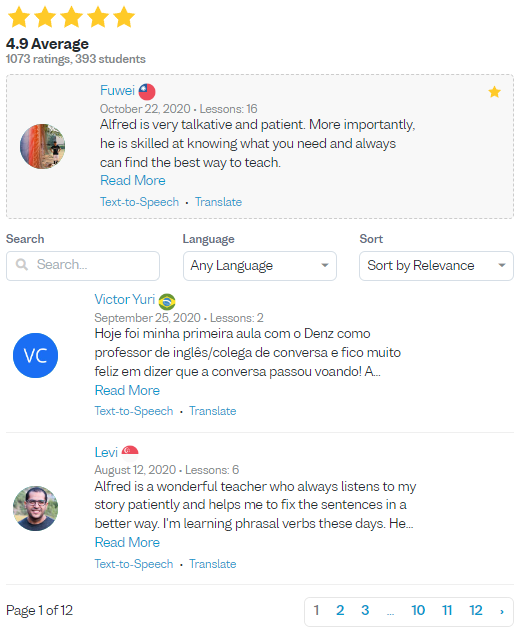 4.9 Average
1073 ratings, 393 students
Fuwei
October 22, 2020 • Lessons: 16
Alfred is very talkative and patient. More importantly,
he is skilled at knowing what you need and always
can find the best way to teach.
Read More
Text-to-Speech • Translate
Search Language Sort
Search... Any Language Sort by Relevance
Victor Yuri
September 25, 2020 • Lessons: 2
VC
Hoje foi minha primeira aula com o Denz como
professor de inglês/colega de conversa e fico muito
feliz em dizer que a conversa passou voando! A...
Read More
Text-to-Speech • Translate
Levi
August 12, 2020 • Lessons: 6
Alfred is a wonderful teacher who always listens to my
story patiently and helps me to fix the sentences in a
better way. I'm learning phrasal verbs these days. He...
Read More
Text-to-Speech • Translate
Page 1 of 12 1 2 3 ... 10 11 12 ›